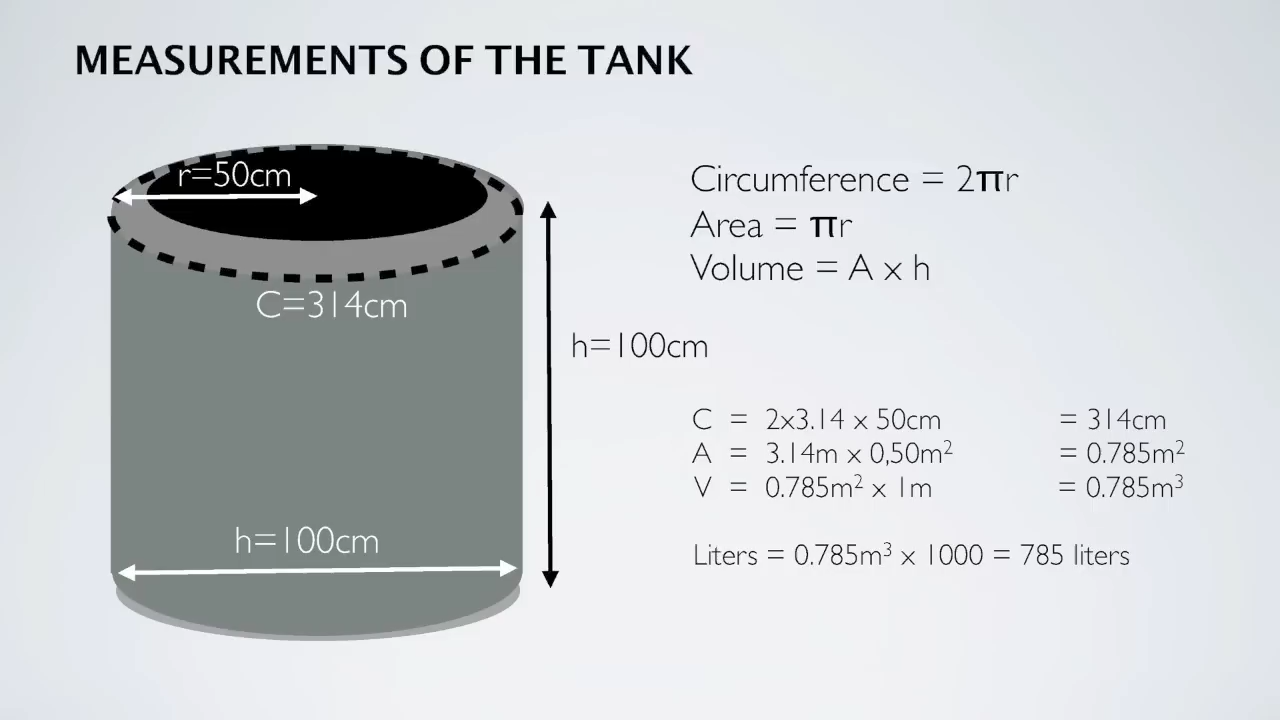 MEASUREMENTS OF THE TANK
r=50cm
C=314cm
h=100cm
h=100cm
Circumference = 2πr
Area = πr
Volume = A x h
C = 2x3.14 x 50cm = 314cm
A = 3.14m x 0,50m² = 0.785m²
V = 0.785m² x 1m = 0.785m³
Liters = 0.785m³ x 1000 = 785 liters